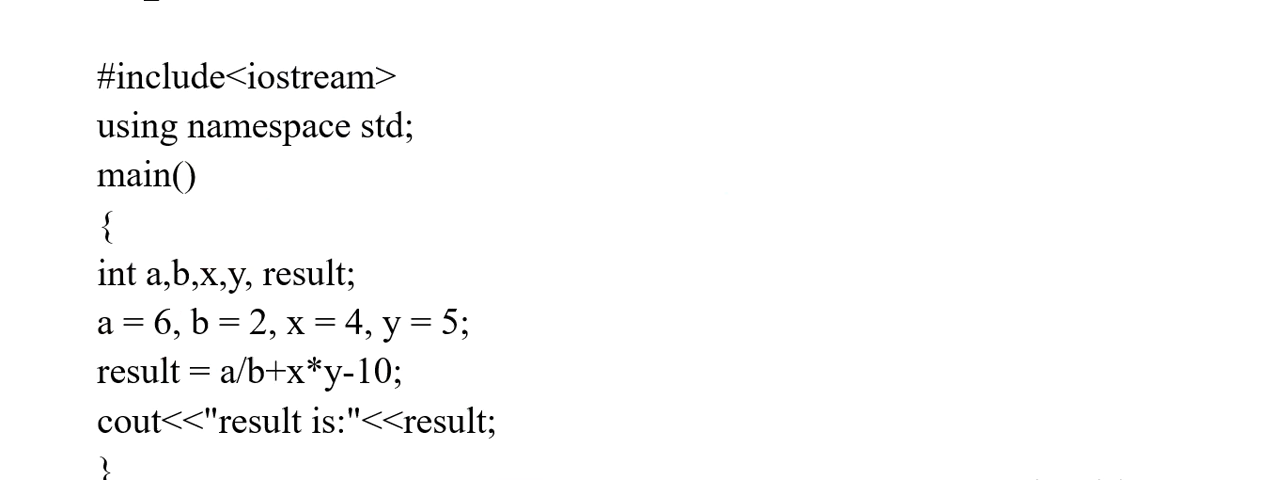 #include<iostream>
using namespace std;
main()
{
int a,b,x,y, result;
a = 6, b = 2, x = 4, y = 5;
result = a/b+x*y-10;
cout<<"result is:"<<result;
}